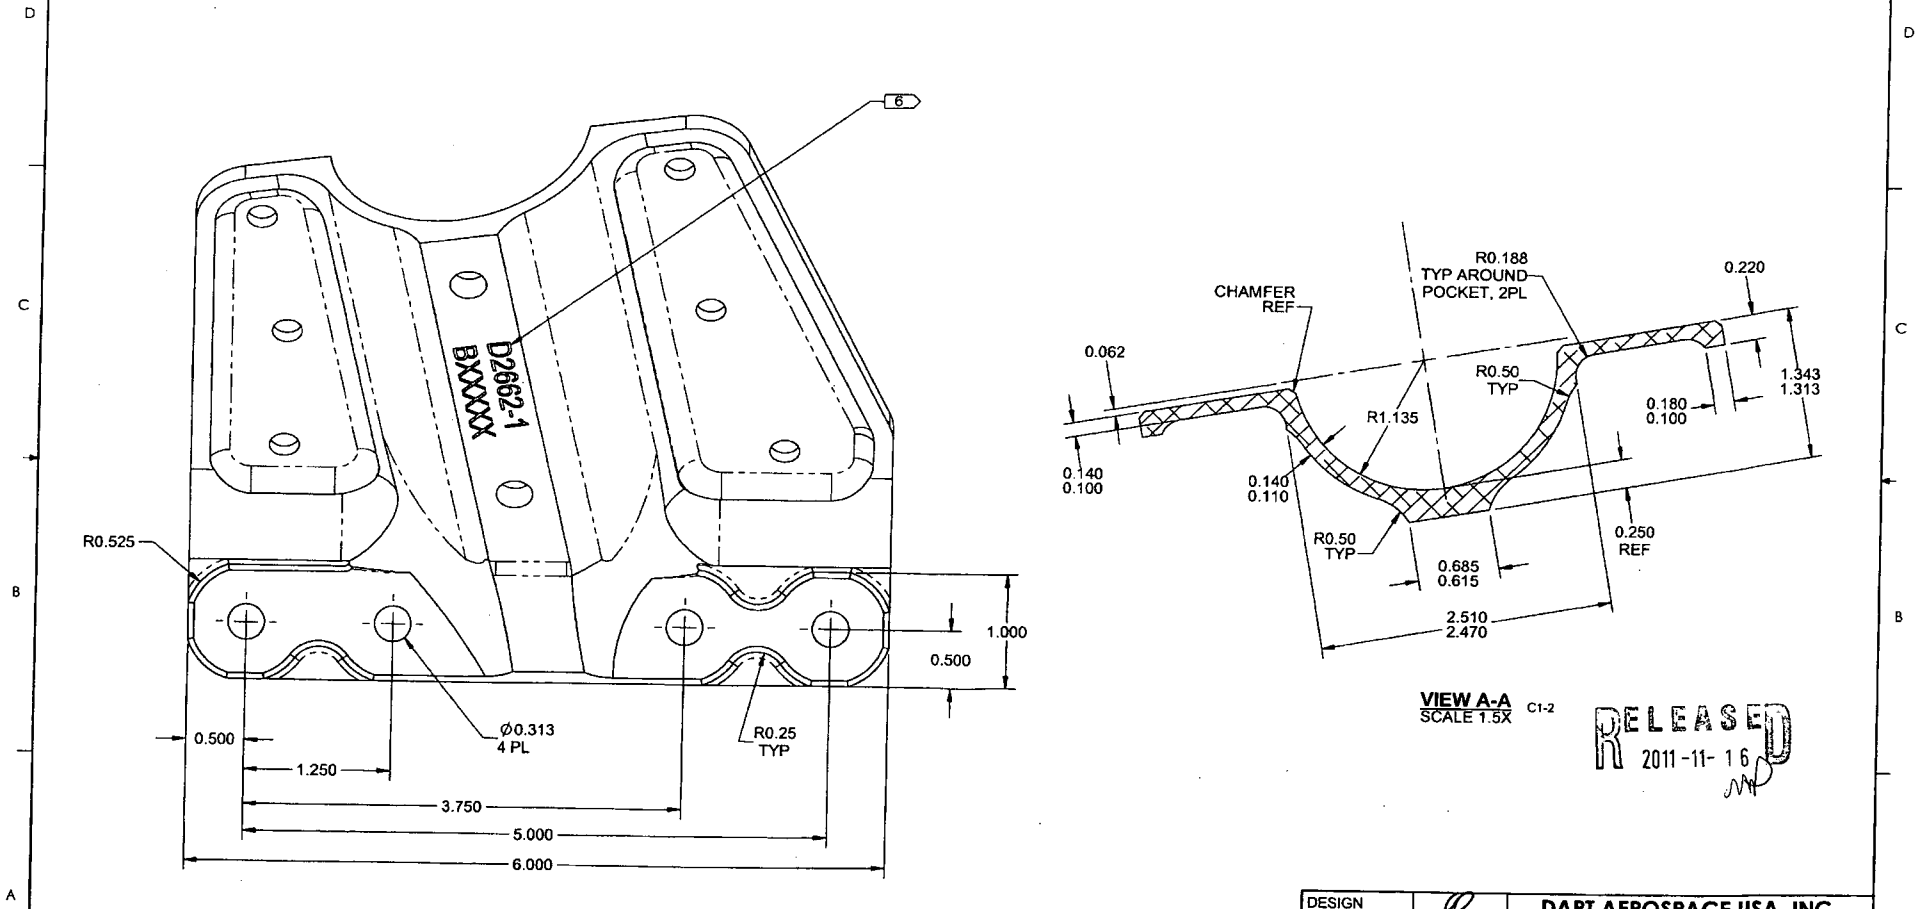 D
D
6
C
C
D2662-1
BXXXXX
R0.525
B
B
1.000
0.500
0.500
Ø0.313
4 PL
R0.25
TYP
1.250
3.750
5.000
6.000
A
CHAMFER
REF
R0.188
TYP AROUND
POCKET, 2PL
0.220
0.062
R0.50
TYP
1.343
1.313
R1.135
0.180
0.100
0.140
0.100
0.140
0.110
R0.50
TYP
0.250
REF
0.685
0.615
2.510
2.470
VIEW A-A C1-2
SCALE 1.5X
RELEASED
2011-11-16
DESIGN
DART AEROSPACE USA, INC